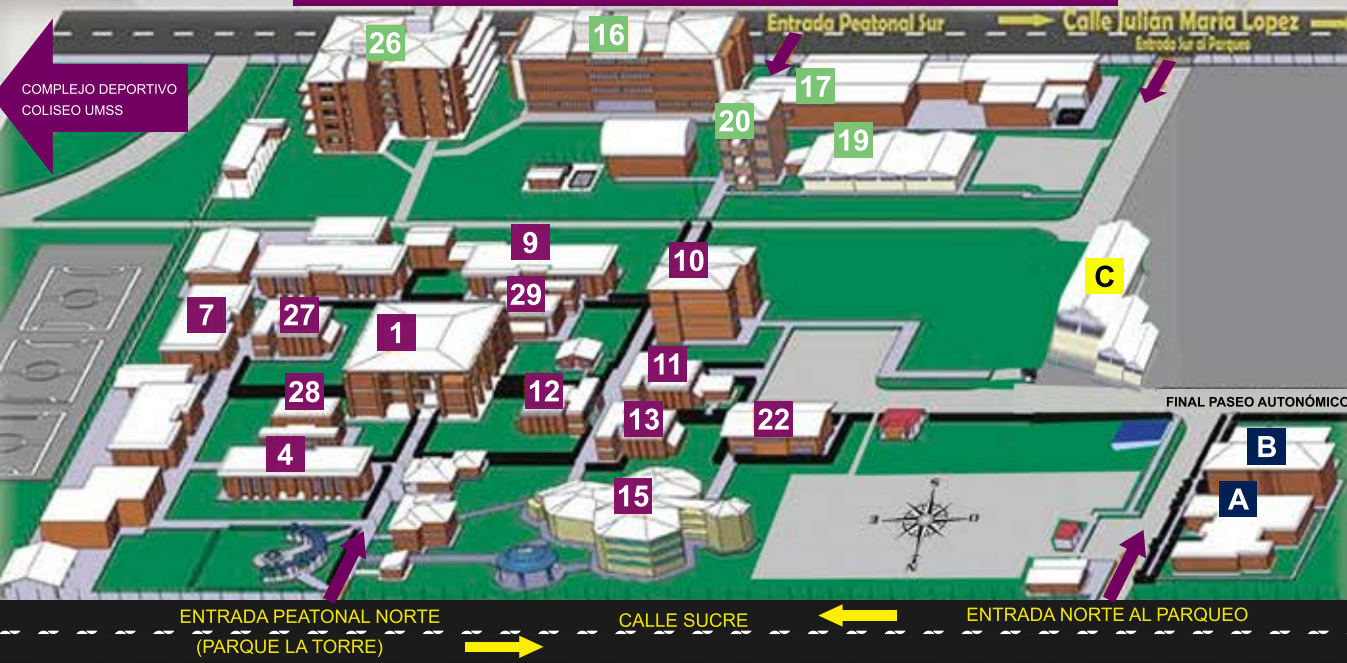 Entrada Peatonal Sur
Calle Julián María Lopez
Entrada Sur al Parqueo
26
16
17
20
19
COMPLEJO DEPORTIVO
COLISEO UMSS
9
10
C
29
7
27
1
11
28
12
13
22
FINAL PASEO AUTONÓMICO
4
B
15
A
S
E
O
N
ENTRADA PEATONAL NORTE
(PARQUE LA TORRE)
CALLE SUCRE
ENTRADA NORTE AL PARQUEO